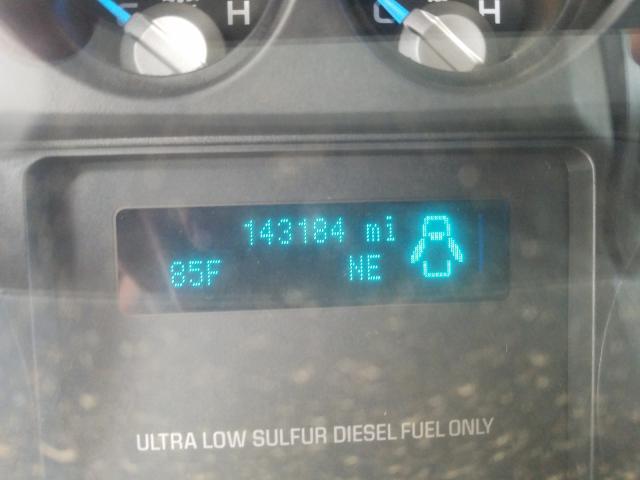 C H C H
143184 mi
85F NE
ULTRA LOW SULFUR DIESEL FUEL ONLY